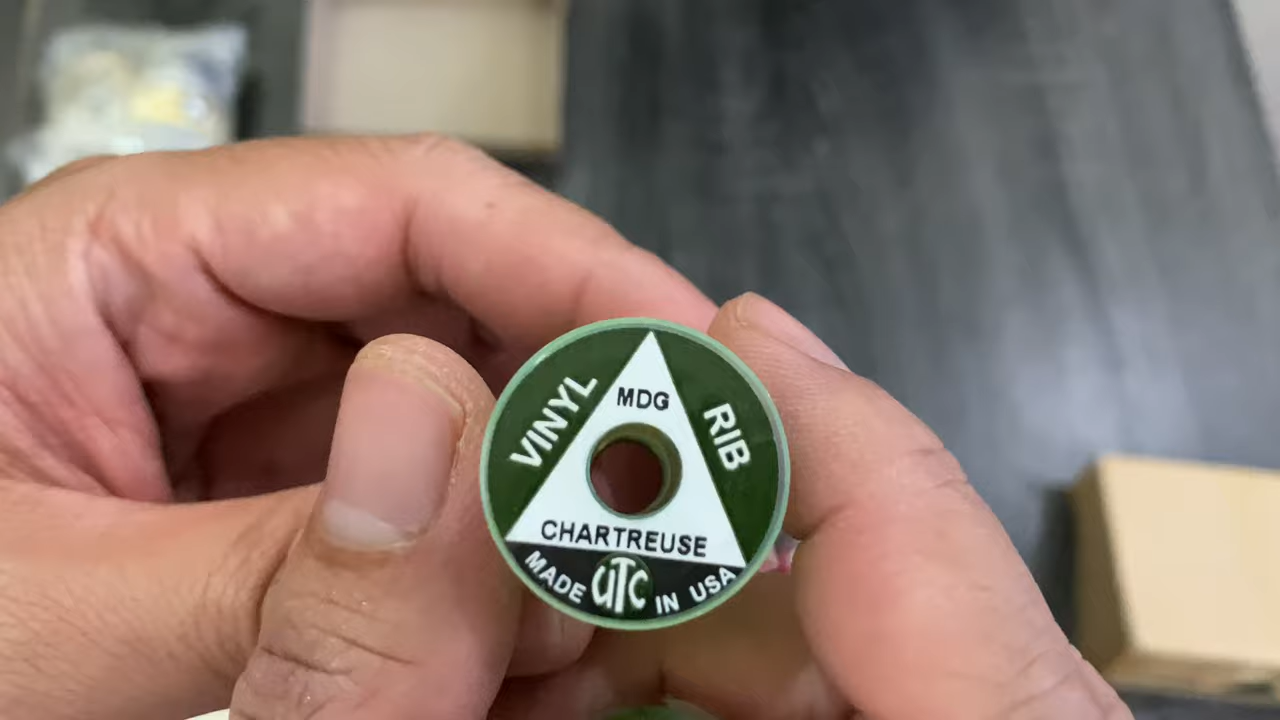 VINYL
MDG
RIB
CHARTREUSE
MADE UTC IN USA